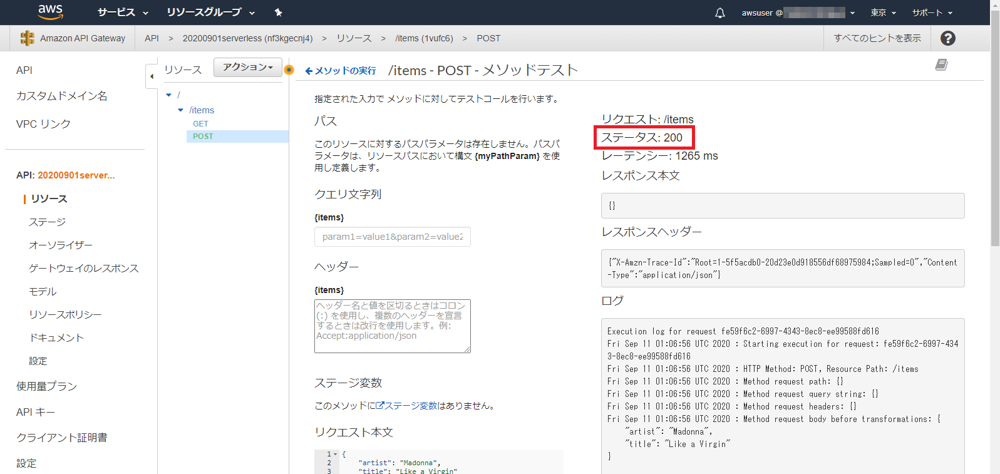 aws サービス リソースグループ awsuser @ 東京 サポート
Amazon API Gateway API > 20200901serverless (nf3kgecnj4) > リソース > /items (1vufc6) > POST すべてのヒントを表示 ?
API
カスタムドメイン名
VPC リンク
API: 20200901server...
リソース
ステージ
オーソライザー
ゲートウェイのレスポンス
モデル
リソースポリシー
ドキュメント
設定
使用量プラン
API キー
クライアント証明書
設定
リソース アクション
/
/items
GET
POST
メソッドの実行 /items - POST - メソッドテスト
指定された入力で メソッドに対してテストコールを行います。
パス
このリソースに対するパスパラメータは存在しません。パスパ
ラメータは、リソースパスにおいて構文 {myPathParam} を使
用し定義します。
クエリ文字列
{items}
param1=value1&param2=value2
ヘッダー
{items}
ヘッダー名と値を区切るときはコロン
(:) を使用し、複数のヘッダーを宣言
するときは改行を使用します。例:
Accept:application/json
ステージ変数
このメソッドにステージ変数はありません。
リクエスト本文
1 {
2 "artist": "Madonna",
3 "title": "Like a Virgin"
リクエスト: /items
ステータス: 200
レーテンシー: 1265 ms
レスポンス本文
{}
レスポンスヘッダー
{"X-Amzn-Trace-Id":"Root=1-5f5acdb0-20d23e0d918556df68975984;Sampled=0","Content
-Type":"application/json"}
ログ
Execution log for request fe59f6c2-6997-4343-8ec8-ee99588fd616
Fri Sep 11 01:06:56 UTC 2020 : Starting execution for request: fe59f6c2-6997-434
3-8ec8-ee99588fd616
Fri Sep 11 01:06:56 UTC 2020 : HTTP Method: POST, Resource Path: /items
Fri Sep 11 01:06:56 UTC 2020 : Method request path: {}
Fri Sep 11 01:06:56 UTC 2020 : Method request query string: {}
Fri Sep 11 01:06:56 UTC 2020 : Method request headers: {}
Fri Sep 11 01:06:56 UTC 2020 : Method request body before transformations: {
"artist": "Madonna",
"title": "Like a Virgin"
}